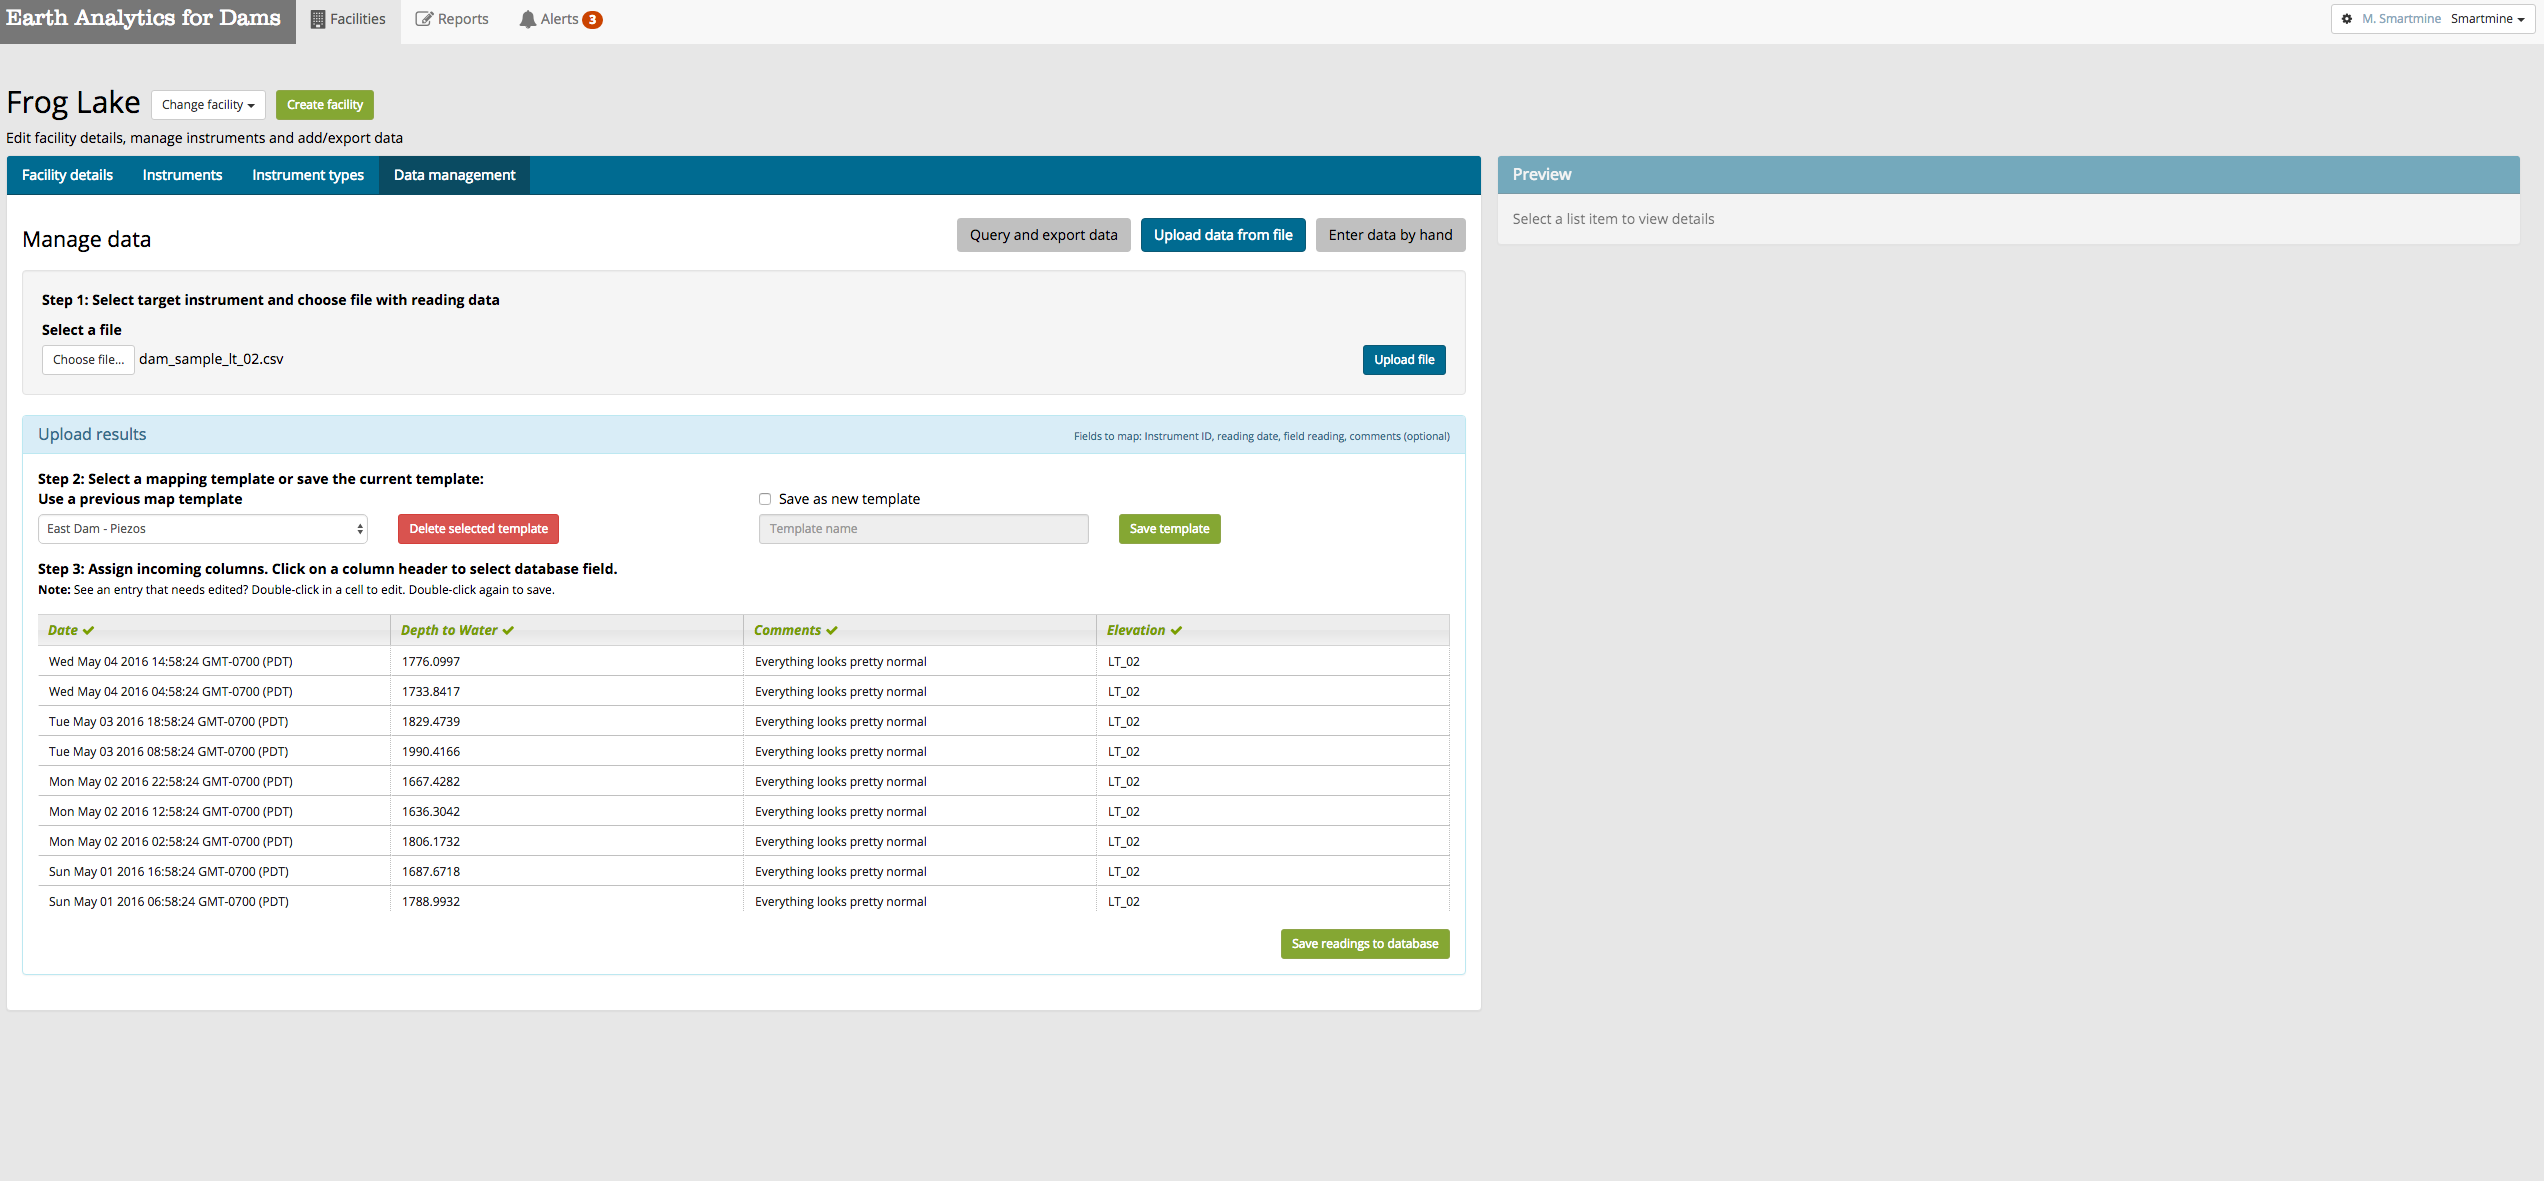 Earth Analytics for Dams Facilities Reports Alerts 3 M. Smartmine Smartmine
Frog Lake Change facility Create facility
Edit facility details, manage instruments and add/export data
Facility details Instruments Instrument types Data management
Preview
Select a list item to view details
Manage data Query and export data Upload data from file Enter data by hand
Step 1: Select target instrument and choose file with reading data
Select a file
Choose file... dam_sample_lt_02.csv Upload file
Upload results Fields to map: Instrument ID, reading date, field reading, comments (optional)
Step 2: Select a mapping template or save the current template:
Use a previous map template Save as new template
East Dam - Piezos Delete selected template Template name Save template
Step 3: Assign incoming columns. Click on a column header to select database field.
Note: See an entry that needs edited? Double-click in a cell to edit. Double-click again to save.
Date Depth to Water Comments Elevation
Wed May 04 2016 14:58:24 GMT-0700 (PDT) 1776.0997 Everything looks pretty normal LT_02
Wed May 04 2016 04:58:24 GMT-0700 (PDT) 1733.8417 Everything looks pretty normal LT_02
Tue May 03 2016 18:58:24 GMT-0700 (PDT) 1829.4739 Everything looks pretty normal LT_02
Tue May 03 2016 08:58:24 GMT-0700 (PDT) 1990.4166 Everything looks pretty normal LT_02
Mon May 02 2016 22:58:24 GMT-0700 (PDT) 1667.4282 Everything looks pretty normal LT_02
Mon May 02 2016 12:58:24 GMT-0700 (PDT) 1636.3042 Everything looks pretty normal LT_02
Mon May 02 2016 02:58:24 GMT-0700 (PDT) 1806.1732 Everything looks pretty normal LT_02
Sun May 01 2016 16:58:24 GMT-0700 (PDT) 1687.6718 Everything looks pretty normal LT_02
Sun May 01 2016 06:58:24 GMT-0700 (PDT) 1788.9932 Everything looks pretty normal LT_02
Save readings to database